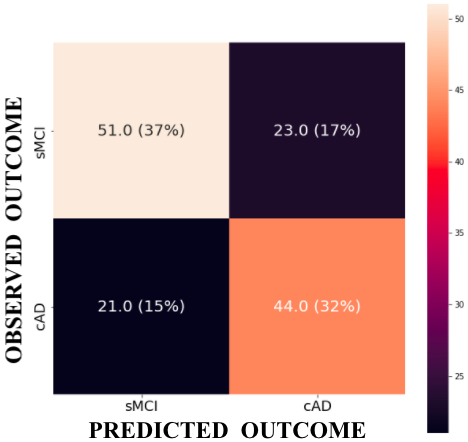 OBSERVED OUTCOME
sMCI
51.0 (37%) 23.0 (17%)
cAD
21.0 (15%) 44.0 (32%)
sMCI cAD
PREDICTED OUTCOME
50
45
40
35
30
25